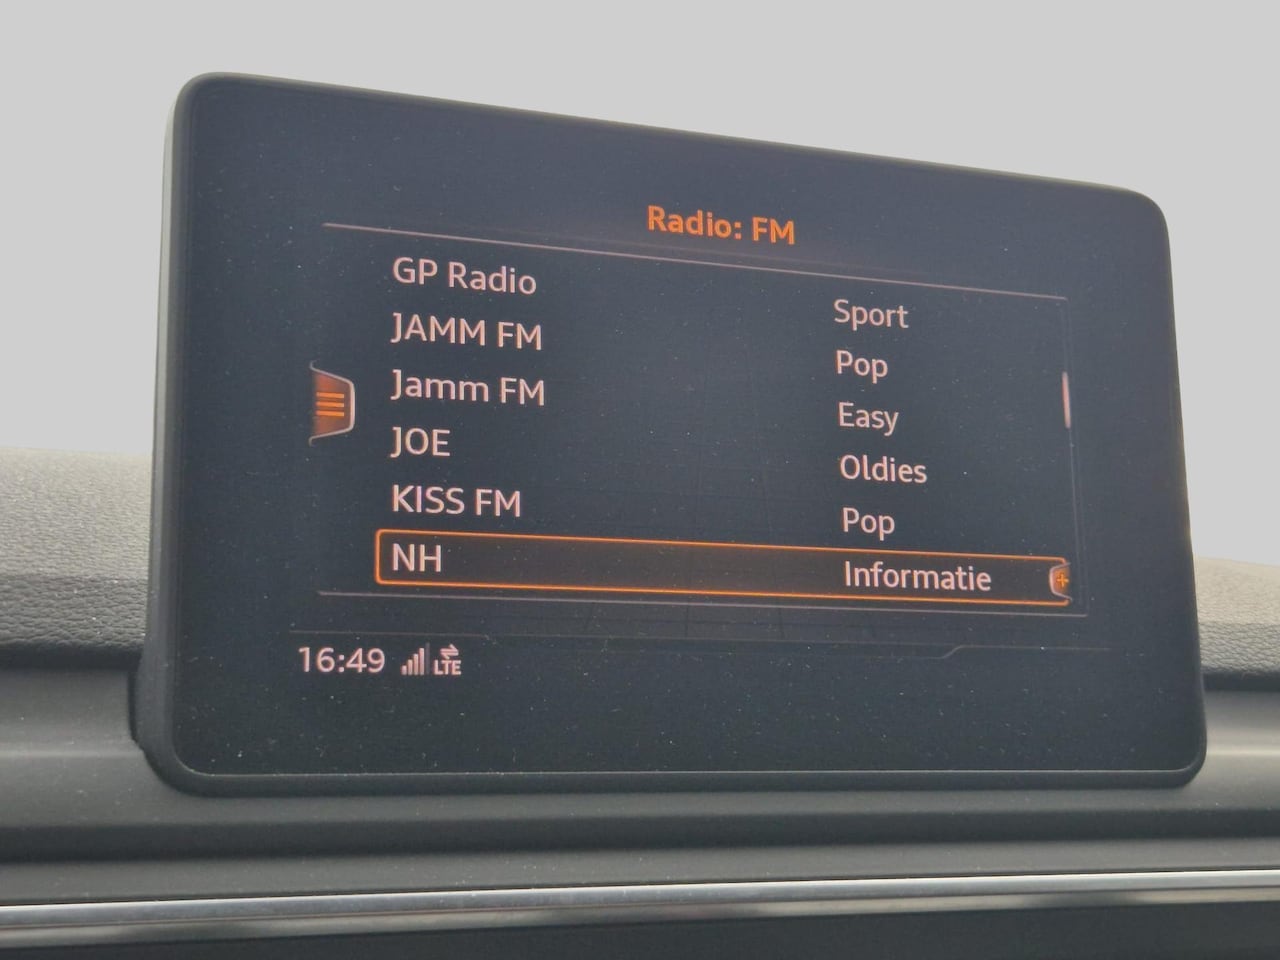 Radio: FM
GP Radio Sport
JAMM FM Pop
Jamm FM Easy
JOE Oldies
KISS FM Pop
NH Informatie
16:49 LTE